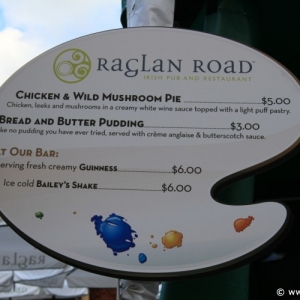 RAGLAN ROAD
IRISH PUB AND RESTAURANT
CHICKEN & WILD MUSHROOM PIE $5.00
Chicken, leeks and mushrooms in a creamy white wine sauce topped with a light puff pastry.
BREAD AND BUTTER PUDDING $3.00
ke no pudding you have ever tried, served with crème anglaise & butterscotch sauce.
T OUR BAR:
erving fresh creamy GUINNESS $6.00
Ice cold BAILEY'S SHAKE $6.00
© www.